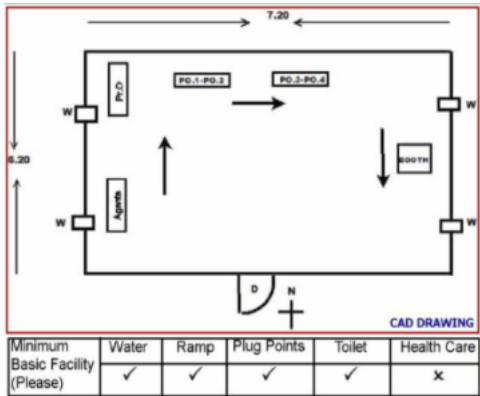 7.20
PO.1-PO.2
PO.3-PO.4
Pr.O
W
W
6.20
BOOTH
Agents
W
W
D
N
CAD DRAWING
Minimum Basic Facility (Please)
Water
Ramp
Plug Points
Toilet
Health Care
✓
✓
✓
✓
×